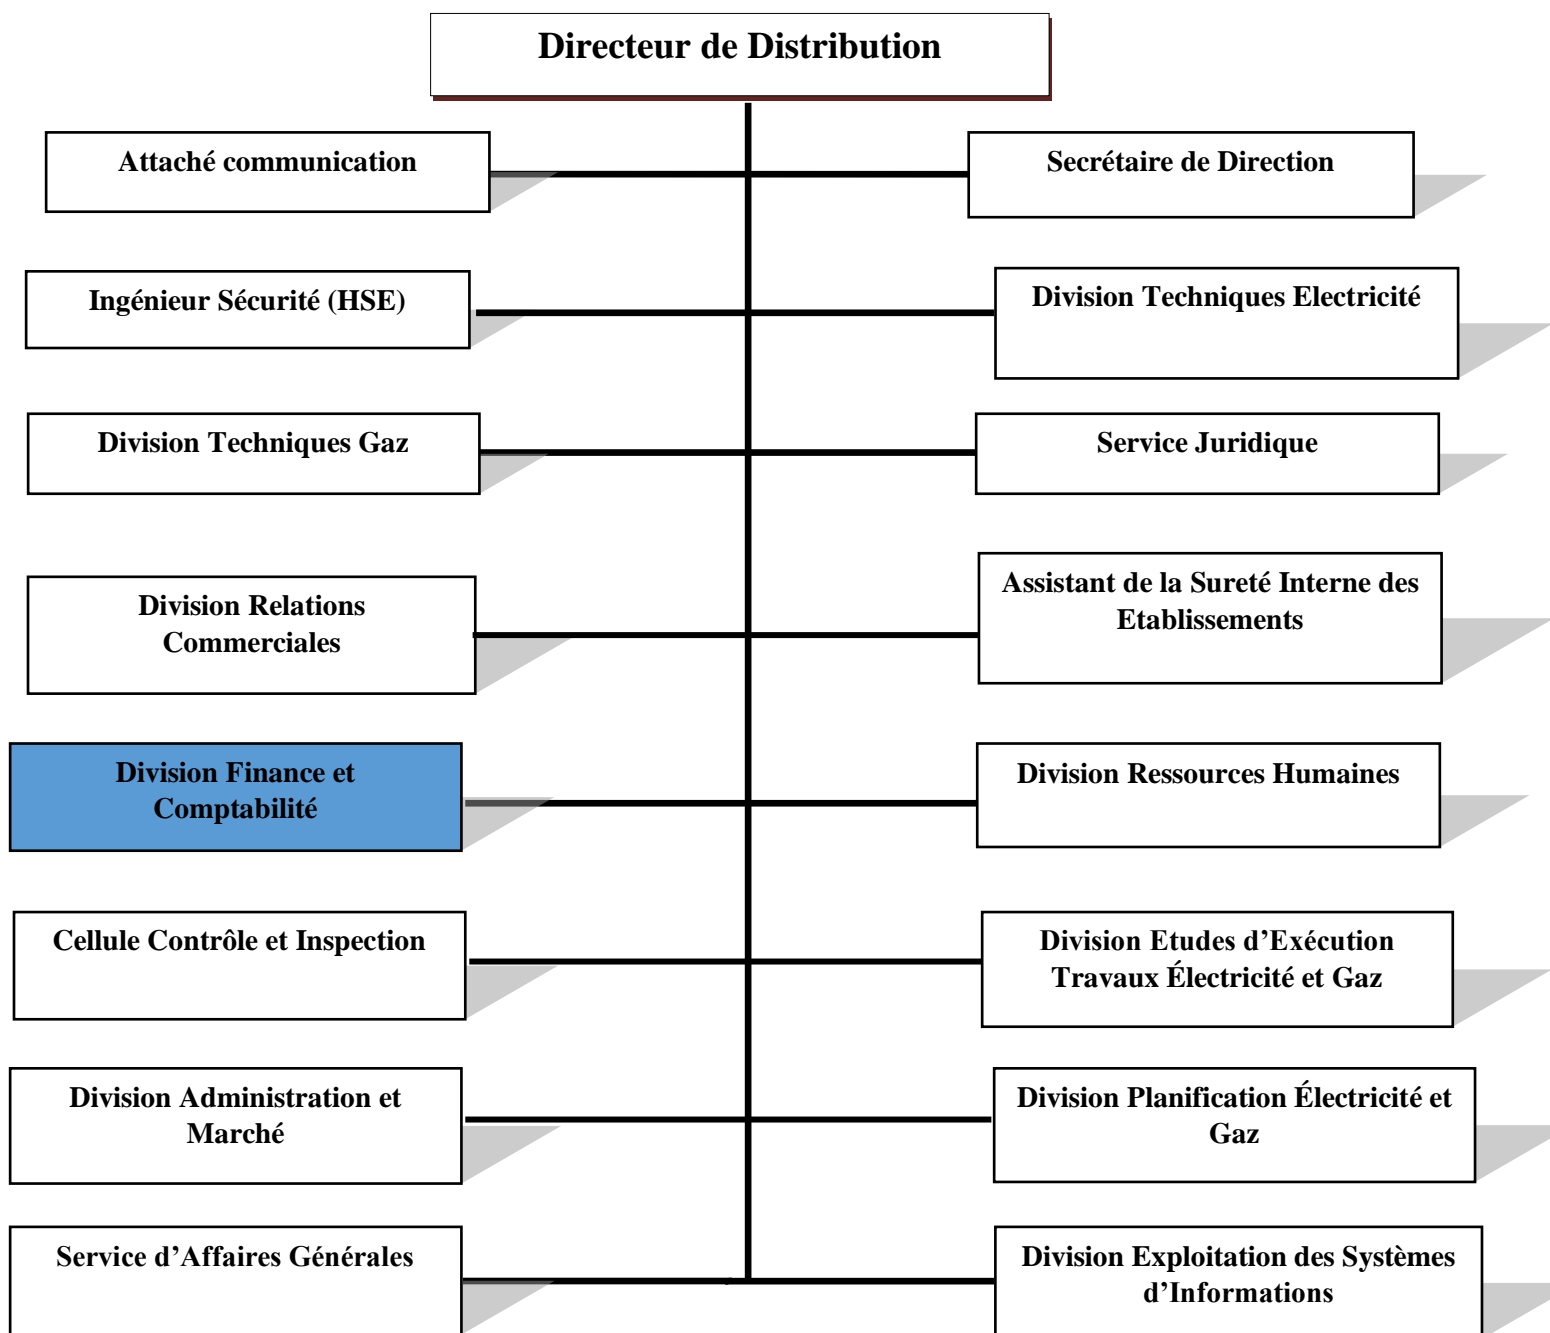 Directeur de Distribution
Attaché communication
Secrétaire de Direction
Ingénieur Sécurité (HSE)
Division Techniques Electricité
Division Techniques Gaz
Service Juridique
Division Relations
Commerciales
Assistant de la Sureté Interne des
Etablissements
Division Finance et
Comptabilité
Division Ressources Humaines
Cellule Contrôle et Inspection
Division Etudes d’Exécution
Travaux Électricité et Gaz
Division Administration et
Marché
Division Planification Électricité et
Gaz
Service d’Affaires Générales
Division Exploitation des Systèmes
d’Informations